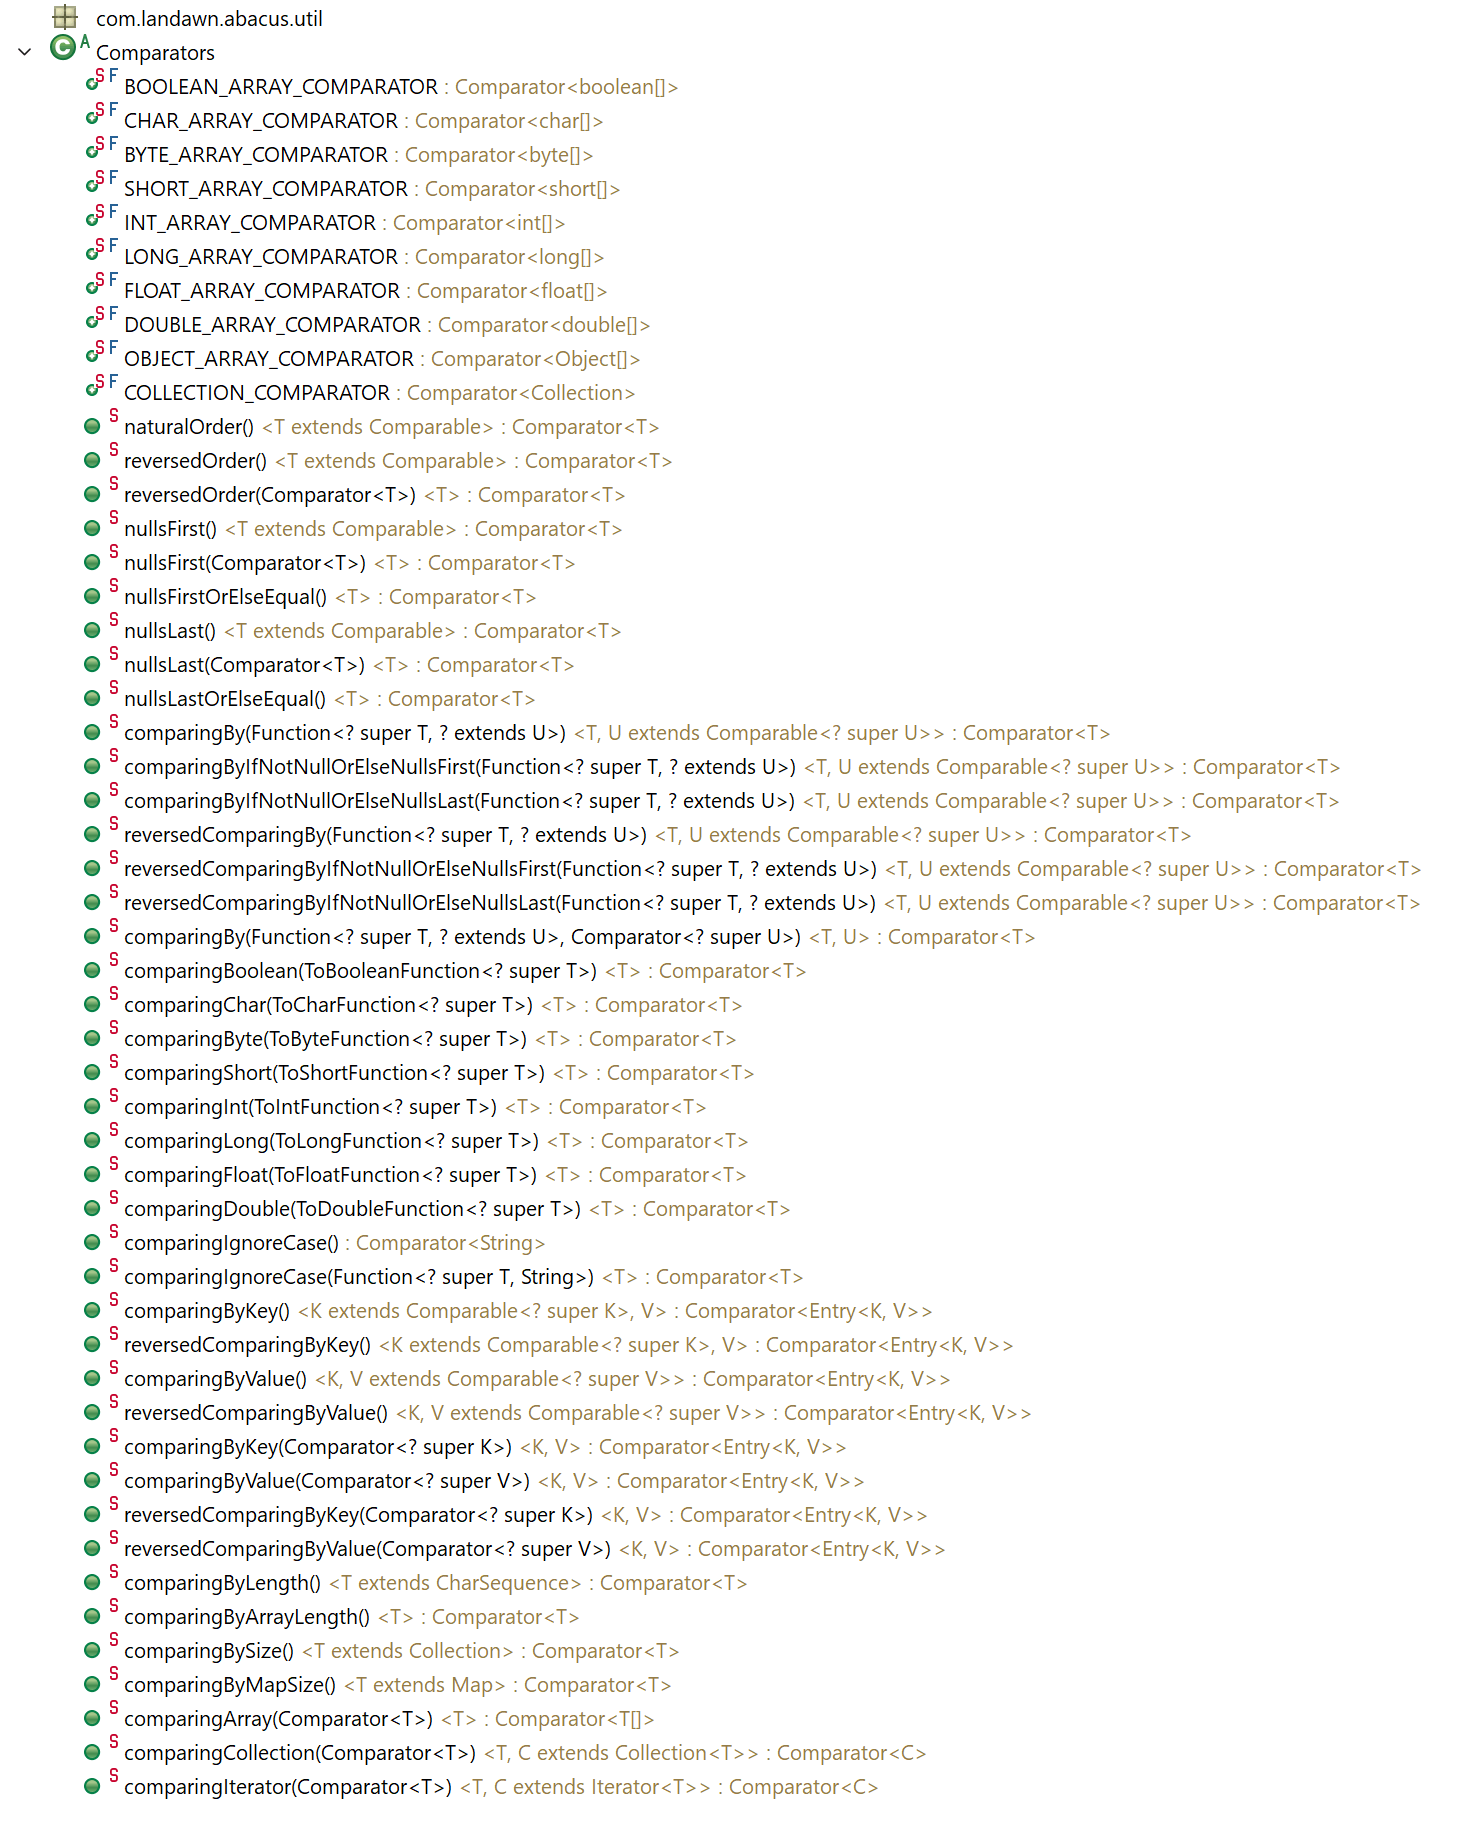 com.landawn.abacus.util
C A Comparators
S F BOOLEAN_ARRAY_COMPARATOR : Comparator<boolean[]>
S F CHAR_ARRAY_COMPARATOR : Comparator<char[]>
S F BYTE_ARRAY_COMPARATOR : Comparator<byte[]>
S F SHORT_ARRAY_COMPARATOR : Comparator<short[]>
S F INT_ARRAY_COMPARATOR : Comparator<int[]>
S F LONG_ARRAY_COMPARATOR : Comparator<long[]>
S F FLOAT_ARRAY_COMPARATOR : Comparator<float[]>
S F DOUBLE_ARRAY_COMPARATOR : Comparator<double[]>
S F OBJECT_ARRAY_COMPARATOR : Comparator<Object[]>
S F COLLECTION_COMPARATOR : Comparator<Collection>
S naturalOrder() <T extends Comparable> : Comparator<T>
S reversedOrder() <T extends Comparable> : Comparator<T>
S reversedOrder(Comparator<T>) <T> : Comparator<T>
S nullsFirst() <T extends Comparable> : Comparator<T>
S nullsFirst(Comparator<T>) <T> : Comparator<T>
S nullsFirstOrElseEqual() <T> : Comparator<T>
S nullsLast() <T extends Comparable> : Comparator<T>
S nullsLast(Comparator<T>) <T> : Comparator<T>
S nullsLastOrElseEqual() <T> : Comparator<T>
S comparingBy(Function<? super T, ? extends U>) <T, U extends Comparable<? super U>> : Comparator<T>
S comparingByIfNotNullOrElseNullsFirst(Function<? super T, ? extends U>) <T, U extends Comparable<? super U>> : Comparator<T>
S comparingByIfNotNullOrElseNullsLast(Function<? super T, ? extends U>) <T, U extends Comparable<? super U>> : Comparator<T>
S reversedComparingBy(Function<? super T, ? extends U>) <T, U extends Comparable<? super U>> : Comparator<T>
S reversedComparingByIfNotNullOrElseNullsFirst(Function<? super T, ? extends U>) <T, U extends Comparable<? super U>> : Comparator<T>
S reversedComparingByIfNotNullOrElseNullsLast(Function<? super T, ? extends U>) <T, U extends Comparable<? super U>> : Comparator<T>
S comparingBy(Function<? super T, ? extends U>, Comparator<? super U>) <T, U> : Comparator<T>
S comparingBoolean(ToBooleanFunction<? super T>) <T> : Comparator<T>
S comparingChar(ToCharFunction<? super T>) <T> : Comparator<T>
S comparingByte(ToByteFunction<? super T>) <T> : Comparator<T>
S comparingShort(ToShortFunction<? super T>) <T> : Comparator<T>
S comparingInt(ToIntFunction<? super T>) <T> : Comparator<T>
S comparingLong(ToLongFunction<? super T>) <T> : Comparator<T>
S comparingFloat(ToFloatFunction<? super T>) <T> : Comparator<T>
S comparingDouble(ToDoubleFunction<? super T>) <T> : Comparator<T>
S comparingIgnoreCase() : Comparator<String>
S comparingIgnoreCase(Function<? super T, String>) <T> : Comparator<T>
S comparingByKey() <K extends Comparable<? super K>, V> : Comparator<Entry<K, V>>
S reversedComparingByKey() <K extends Comparable<? super K>, V> : Comparator<Entry<K, V>>
S comparingByValue() <K, V extends Comparable<? super V>> : Comparator<Entry<K, V>>
S reversedComparingByValue() <K, V extends Comparable<? super V>> : Comparator<Entry<K, V>>
S comparingByKey(Comparator<? super K>) <K, V> : Comparator<Entry<K, V>>
S comparingByValue(Comparator<? super V>) <K, V> : Comparator<Entry<K, V>>
S reversedComparingByKey(Comparator<? super K>) <K, V> : Comparator<Entry<K, V>>
S reversedComparingByValue(Comparator<? super V>) <K, V> : Comparator<Entry<K, V>>
S comparingByLength() <T extends CharSequence> : Comparator<T>
S comparingByArrayLength() <T> : Comparator<T>
S comparingBySize() <T extends Collection> : Comparator<T>
S comparingByMapSize() <T extends Map> : Comparator<T>
S comparingArray(Comparator<T>) <T> : Comparator<T[]>
S comparingCollection(Comparator<T>) <T, C extends Collection<T>> : Comparator<C>
S comparingIterator(Comparator<T>) <T, C extends Iterator<T>> : Comparator<C>